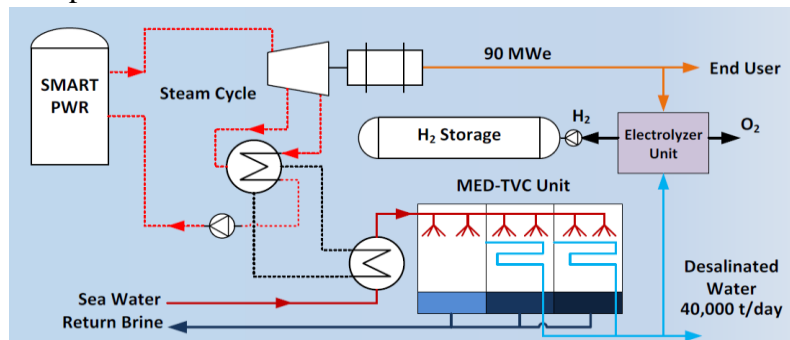 SMART
PWR
Steam Cycle
90 MWe
End User
H₂ Storage
H₂
Electrolyzer
Unit
O₂
MED-TVC Unit
Sea Water
Return Brine
Desalinated
Water
40,000 t/day